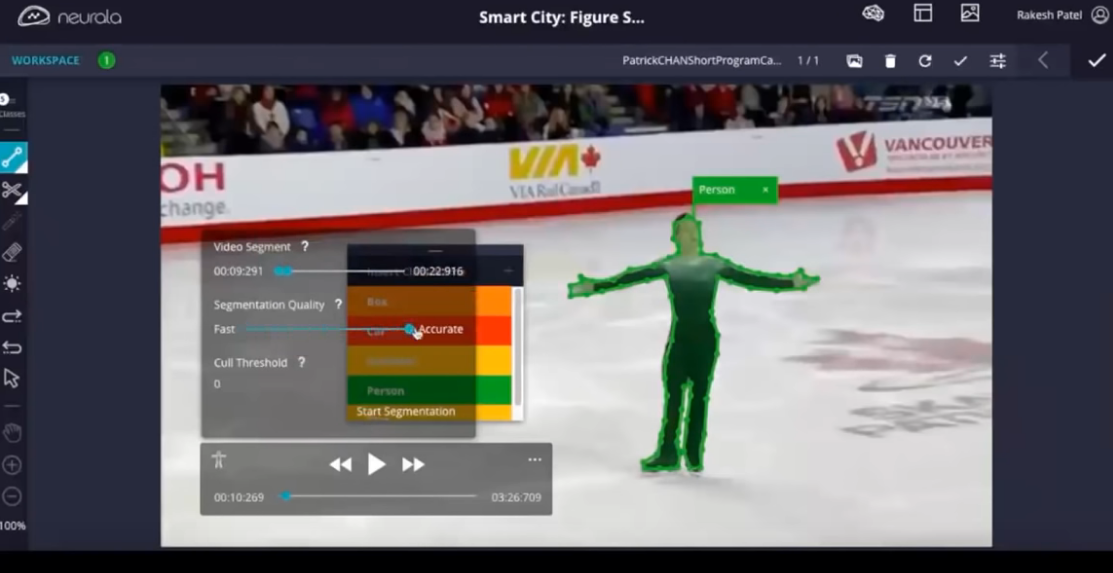 neurala
Smart City: Figure S...
Rakesh Patel
WORKSPACE
1
PatrickCHANShortProgramCa...
1 / 1
Classes
TSN
OH
change.
VIA
VIA Rail Canada
VANCOUVER
Person ×
Video Segment ?
00:09:291
00:22:916
Box
Segmentation Quality ?
Fast
Car
Accurate
Cull Threshold ?
0
Person
Start Segmentation
00:10:269
03:26:709
100%